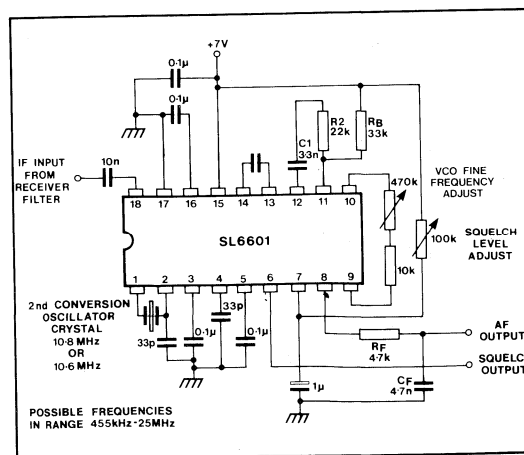 +7V
0·1µ
0·1µ
IF INPUT
FROM
RECEIVER
FILTER
10n
C1
3·3n
R2
22k
RB
33k
470k
VCO FINE
FREQUENCY
ADJUST
100k
SQUELCH
LEVEL
ADJUST
10k
18 17 16 15 14 13 12 11 10
SL6601
1 2 3 4 5 6 7 8 9
2nd CONVERSION
OSCILLATOR
CRYSTAL
10·8 MHz
OR
10·6 MHz
33p
0·1µ
33p
0·1µ
RF
4.7k
AF
OUTPUT
SQUELCH
OUTPUT
1µ
CF
4·7n
POSSIBLE FREQUENCIES
IN RANGE 455kHz-25MHz